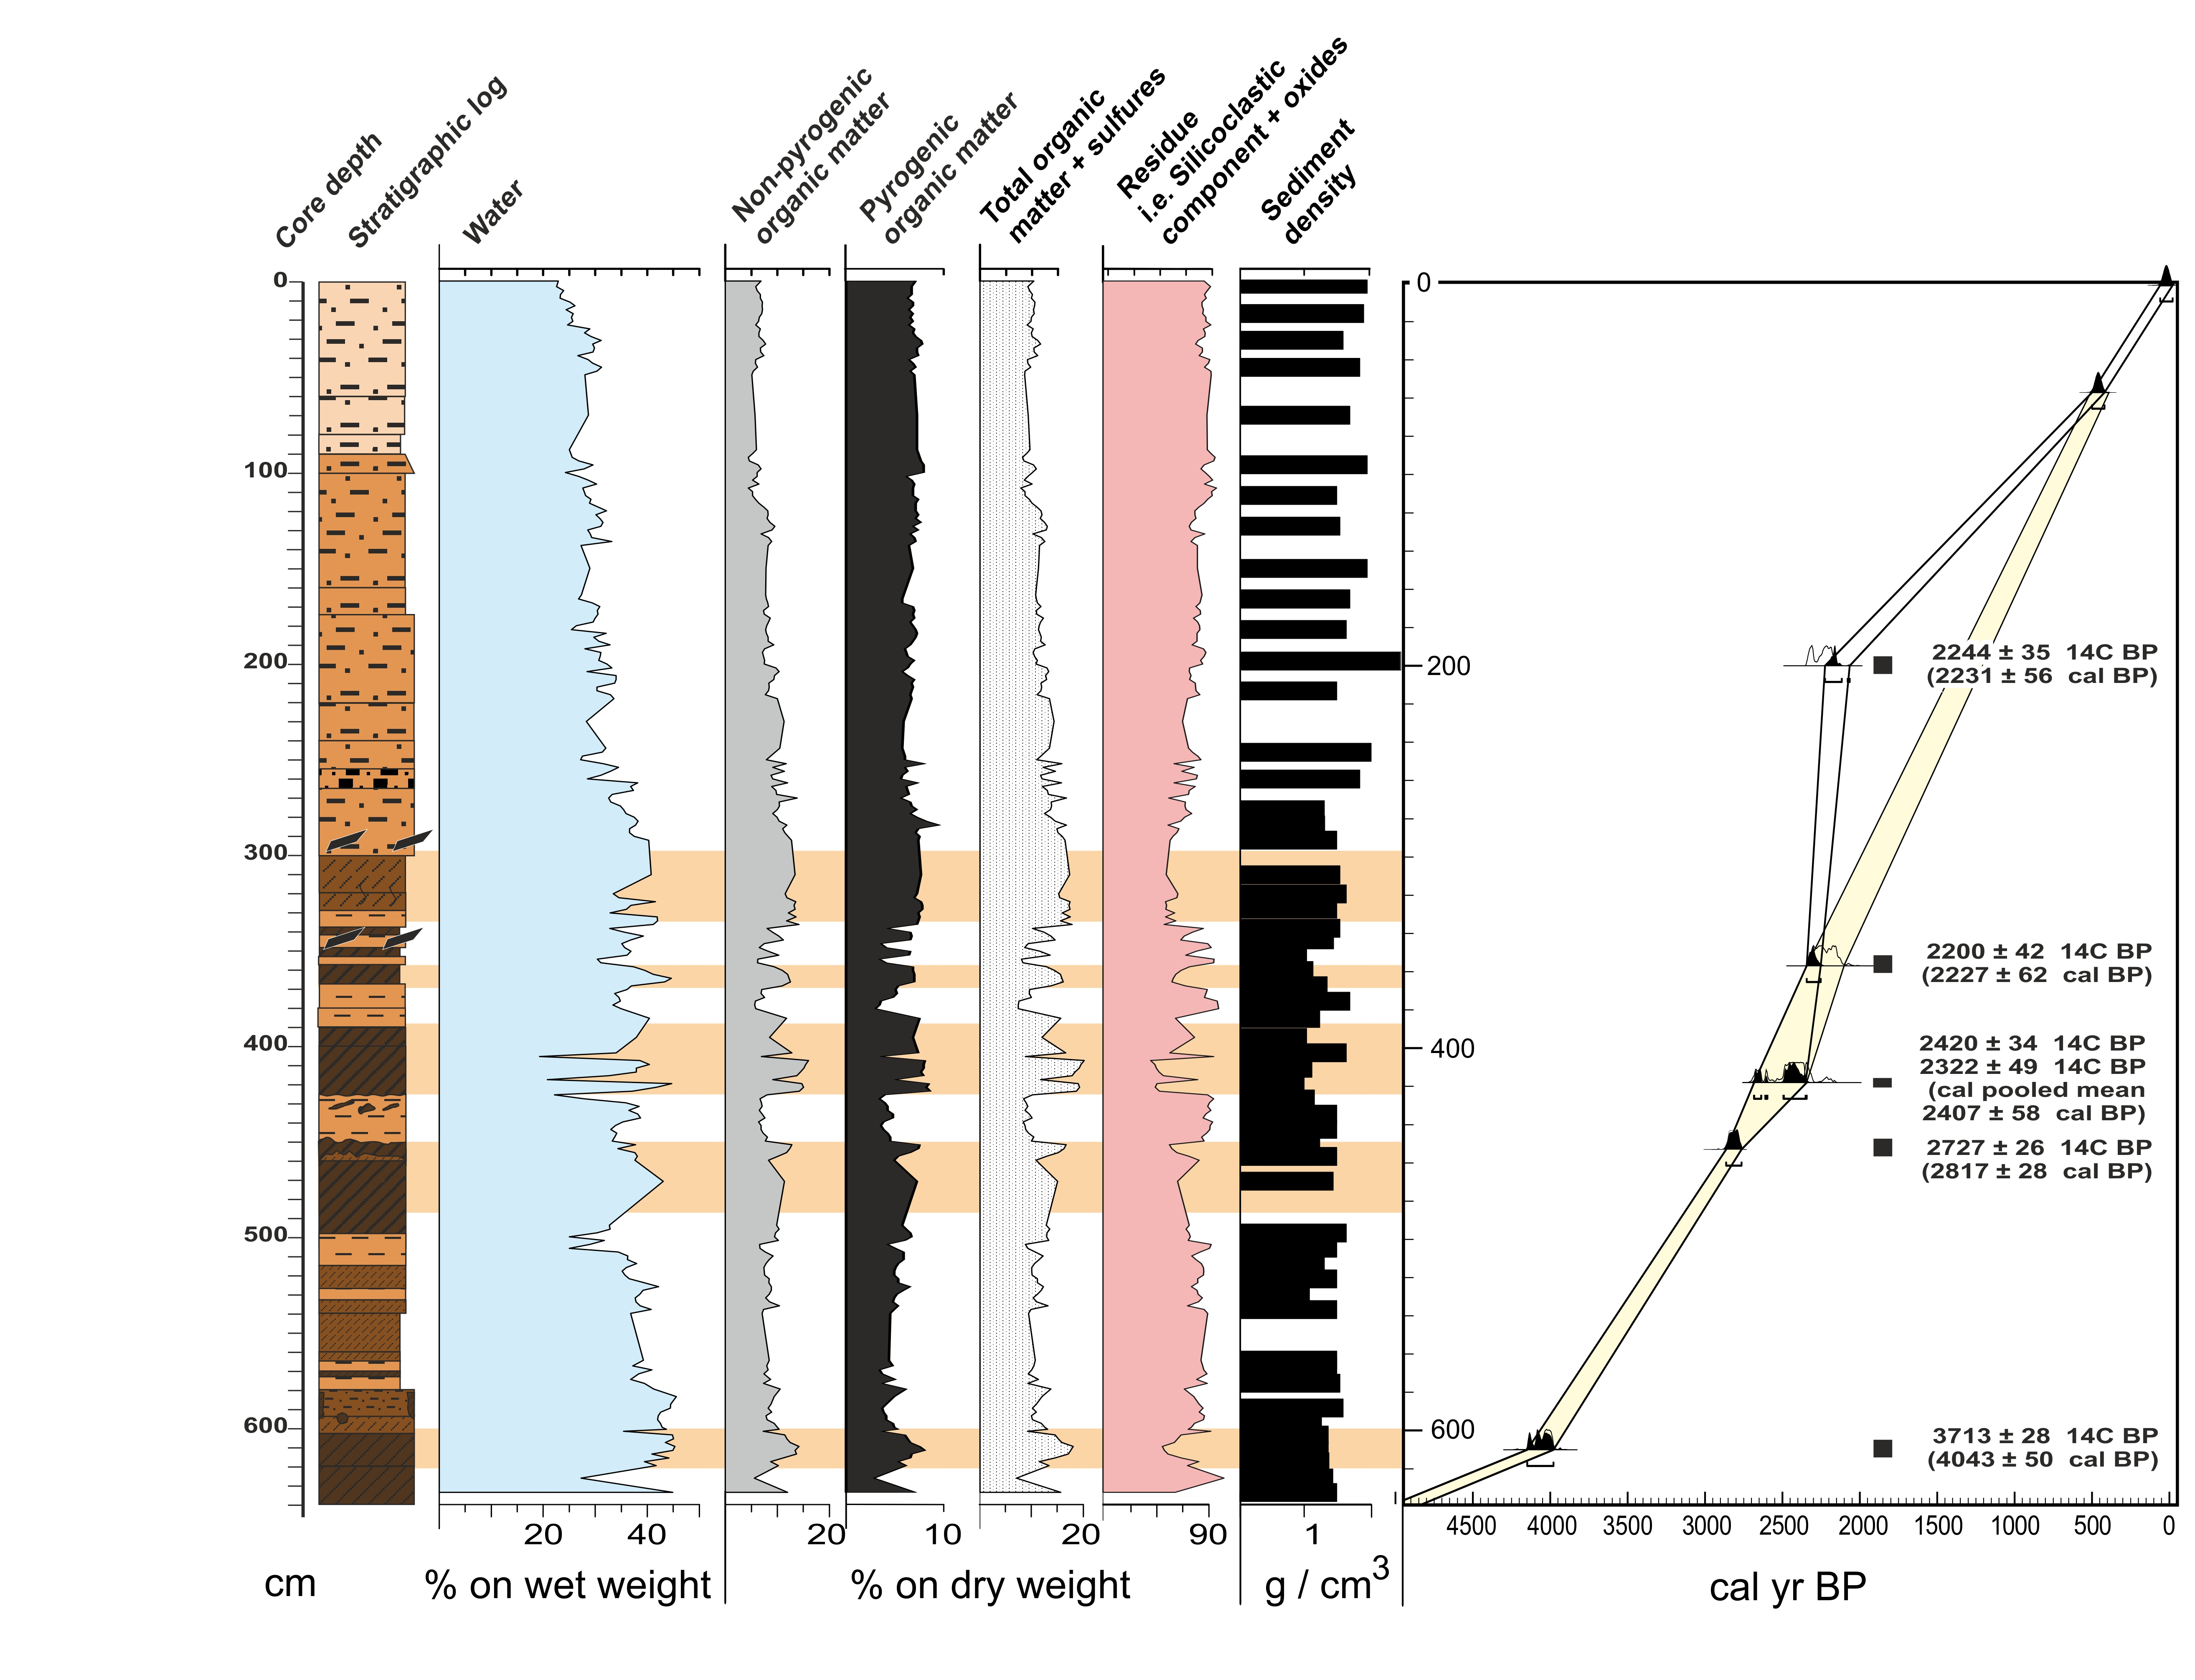 Core depth
Stratigraphic log
Water
Non-pyrogenic
organic matter
Pyrogenic
organic matter
Total organic
matter + sulfures
Residue
i.e. Silicoclastic
component + oxides
Sediment
density
0
100
200
300
400
500
600
cm
20 40
% on wet weight
20
10
20
90
% on dry weight
1
g / cm3
0
200
400
600
2244 ± 35 14C BP
(2231 ± 56 cal BP)
2200 ± 42 14C BP
(2227 ± 62 cal BP)
2420 ± 34 14C BP
2322 ± 49 14C BP
(cal pooled mean
2407 ± 58 cal BP)
2727 ± 26 14C BP
(2817 ± 28 cal BP)
3713 ± 28 14C BP
(4043 ± 50 cal BP)
4500 4000 3500 3000 2500 2000 1500 1000 500 0
cal yr BP